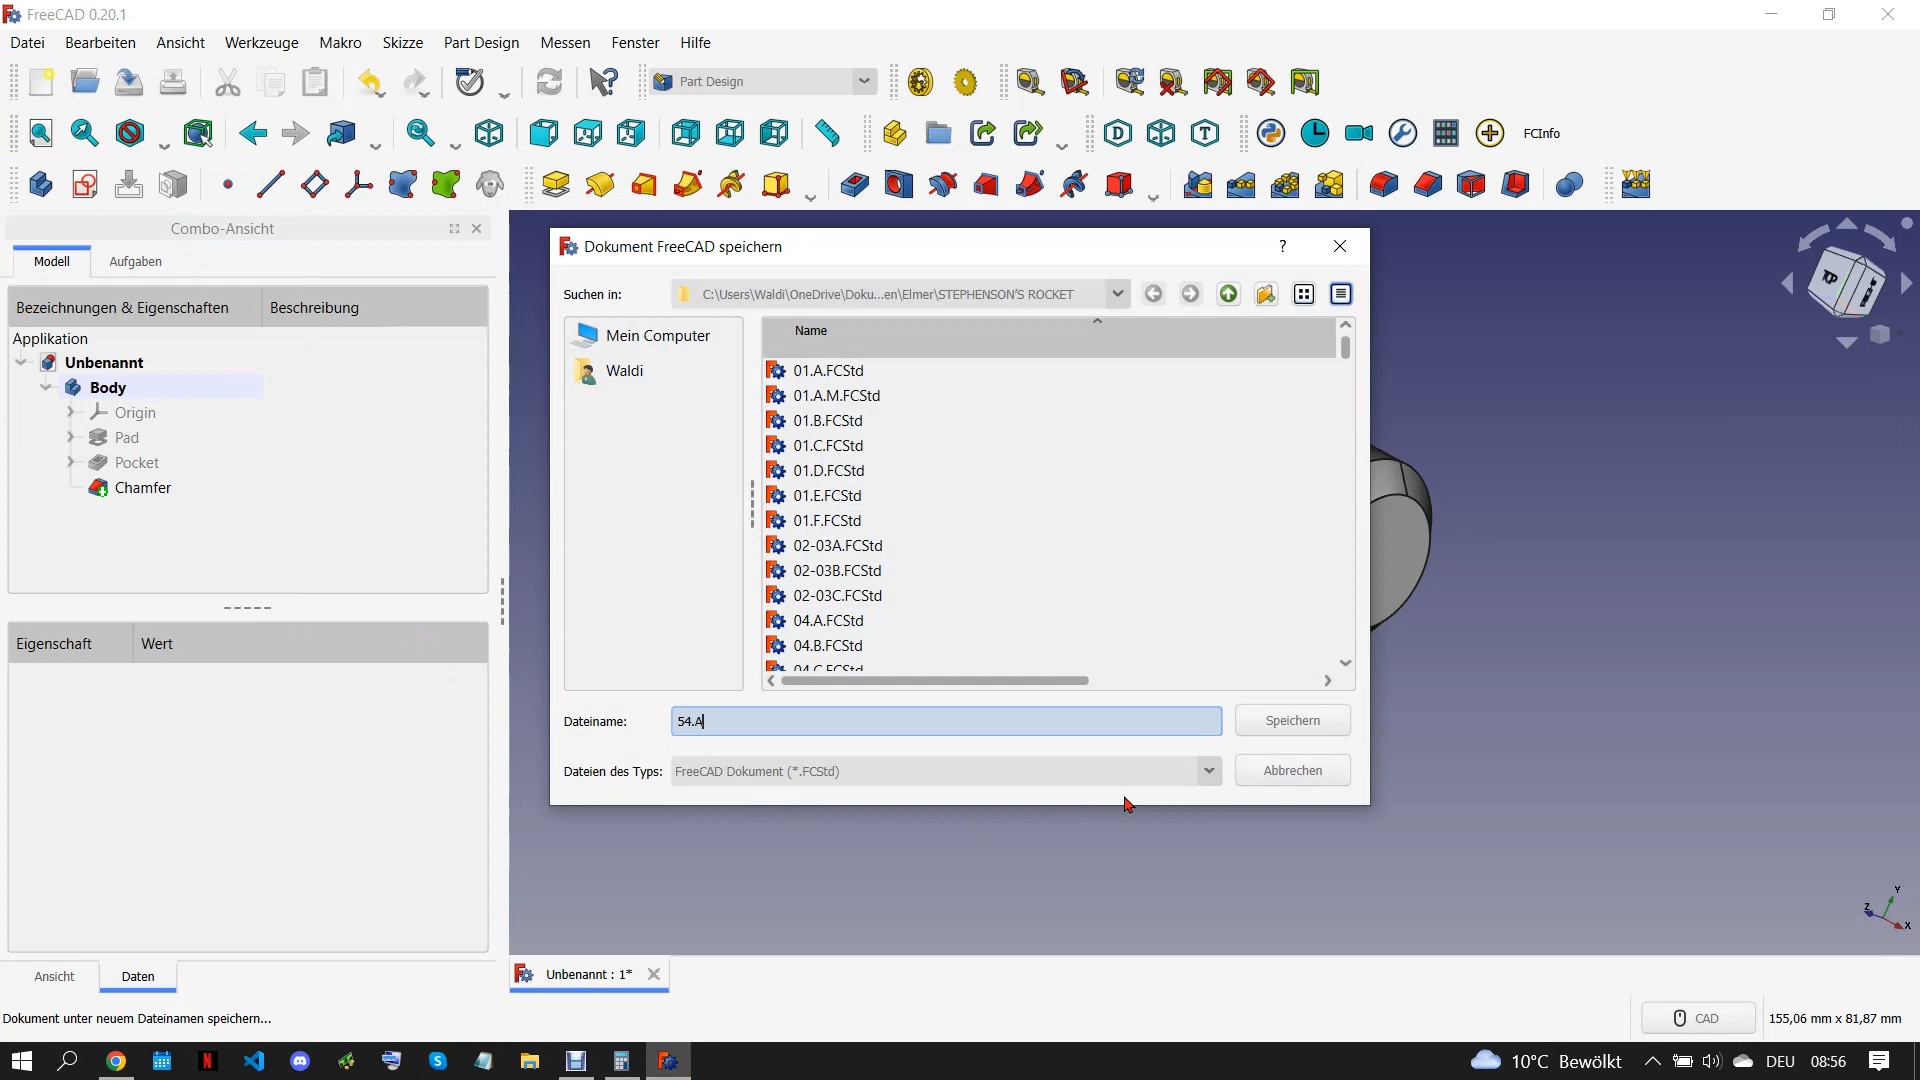 FreeCAD 0.20.1
Datei Bearbeiten Ansicht Werkzeuge Makro Skizze Part Design Messen Fenster Hilfe
Part Design
D T FCInfo
Combo-Ansicht
Modell Aufgaben
Bezeichnungen & Eigenschaften Beschreibung
Applikation
Unbenannt
Body
Origin
Pad
Pocket
Chamfer
Eigenschaft Wert
Ansicht Daten
Dokument unter neuem Dateinamen speichern...
Dokument FreeCAD speichern ?
Suchen in: C:\Users\Waldi\OneDrive\Doku...en\Elmer\STEPHENSON'S ROCKET
Mein Computer
Waldi
Name
01.A.FCStd
01.A.M.FCStd
01.B.FCStd
01.C.FCStd
01.D.FCStd
01.E.FCStd
01.F.FCStd
02-03A.FCStd
02-03B.FCStd
02-03C.FCStd
04.A.FCStd
04.B.FCStd
04.C.FCStd
Dateiname: 54.A Speichern
Dateien des Typs: FreeCAD Dokument (*.FCStd) Abbrechen
TOP
Y
Z
X
Unbenannt : 1*
CAD 155,06 mm x 81,87 mm
10°C Bewölkt DEU 08:56